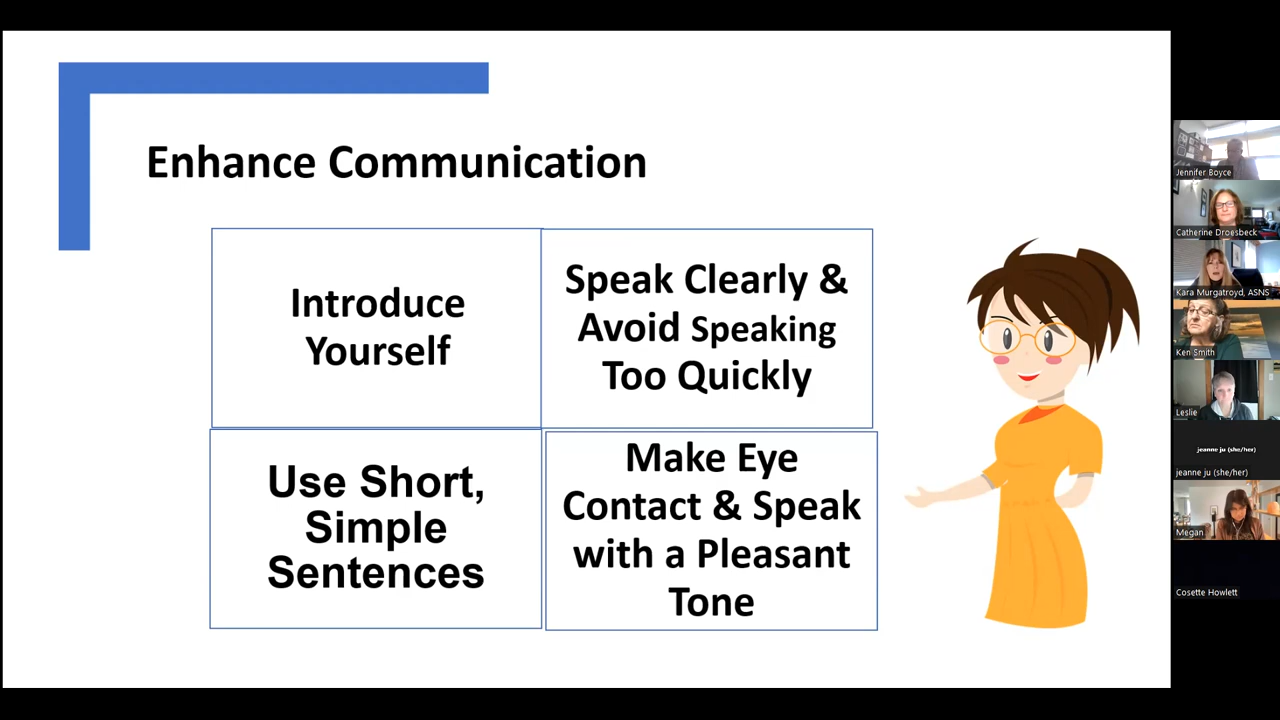 Enhance Communication
Introduce
Yourself
Speak Clearly &
Avoid Speaking
Too Quickly
Use Short,
Simple
Sentences
Make Eye
Contact & Speak
with a Pleasant
Tone
Jennifer Boyce
Catherine Droesbeck
Kara Murgatroyd, ASNS
Ken Smith
Leslie
jeanne ju (she/her)
jeanne ju (she/her)
Megan
Cosette Howlett